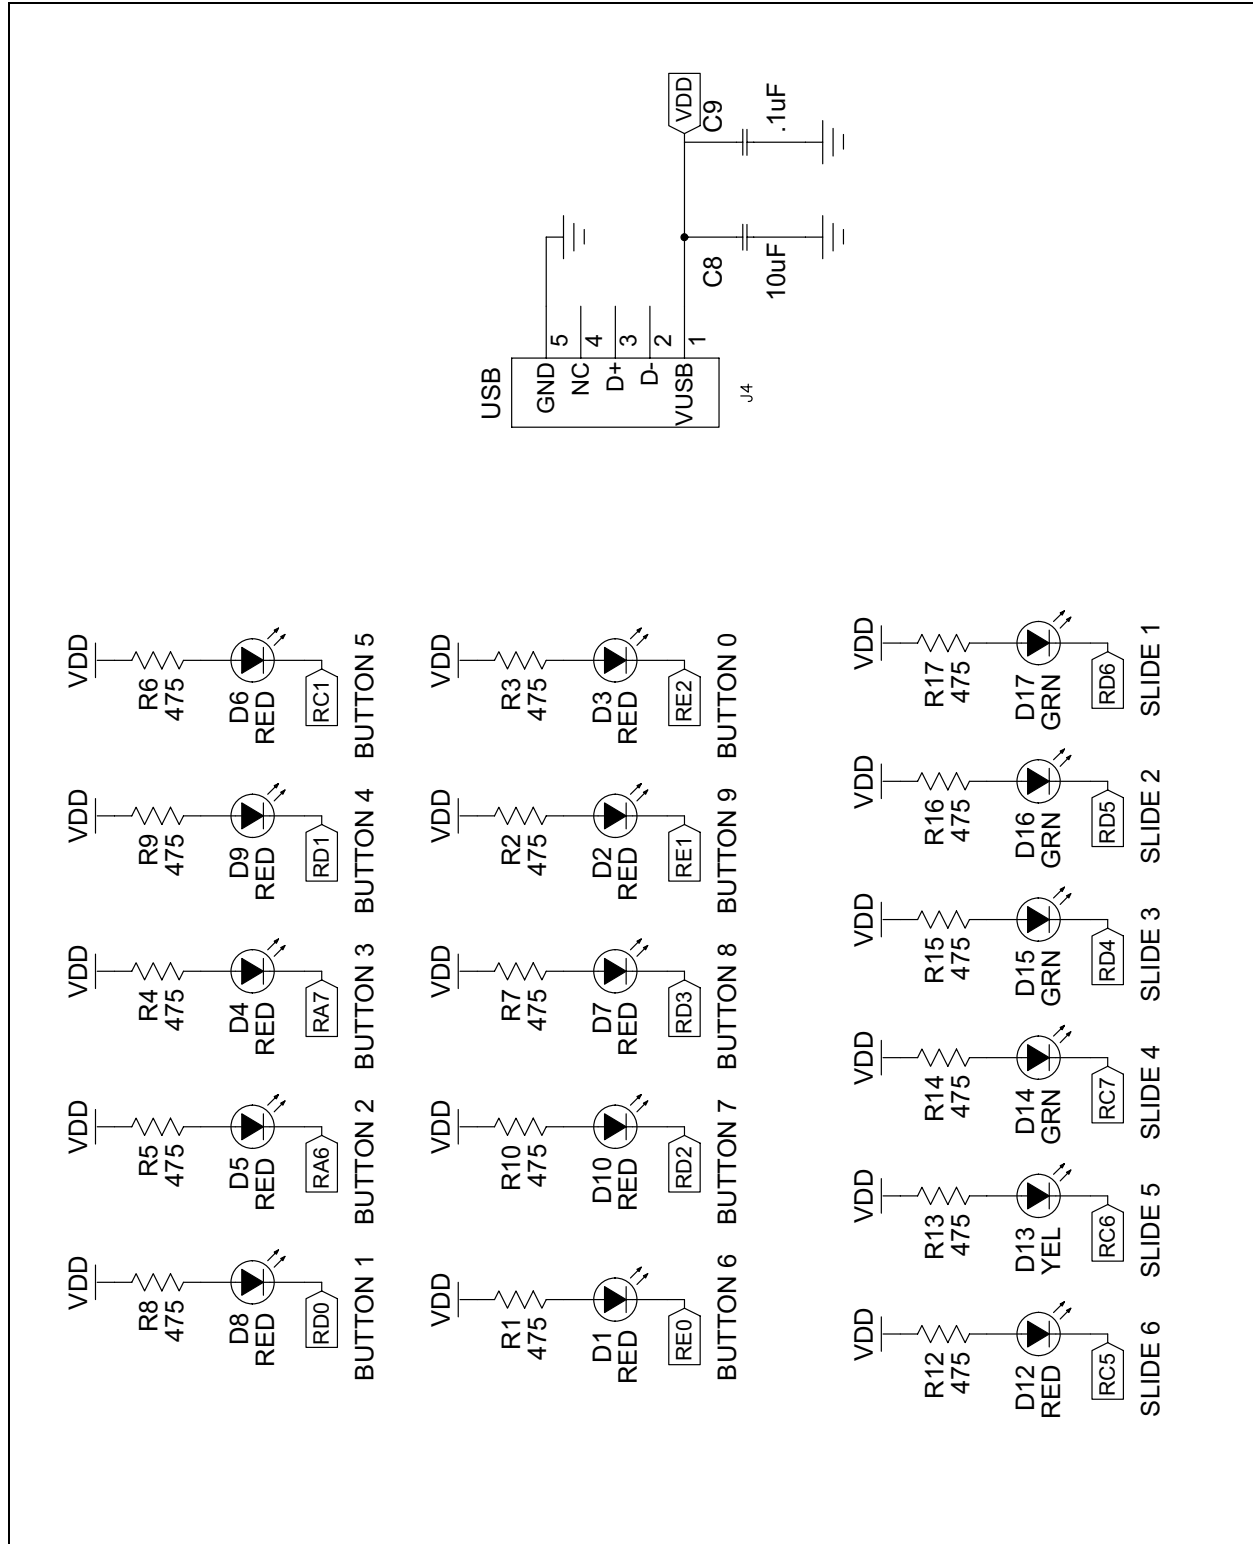 VDD
R8
475
D8
RED
RD0
BUTTON 1
VDD
R5
475
D5
RED
RA6
BUTTON 2
VDD
R4
475
D4
RED
RA7
BUTTON 3
VDD
R9
475
D9
RED
RD1
BUTTON 4
VDD
R6
475
D6
RED
RC1
BUTTON 5
VDD
R1
475
D1
RED
RE0
BUTTON 6
VDD
R10
475
D10
RED
RD2
BUTTON 7
VDD
R7
475
D7
RED
RD3
BUTTON 8
VDD
R2
475
D2
RED
RE1
BUTTON 9
VDD
R3
475
D3
RED
RE2
BUTTON 0
VDD
R12
475
D12
RED
RC5
SLIDE 6
VDD
R13
475
D13
YEL
RC6
SLIDE 5
VDD
R14
475
D14
GRN
RC7
SLIDE 4
VDD
R15
475
D15
GRN
RD4
SLIDE 3
VDD
R16
475
D16
GRN
RD5
SLIDE 2
VDD
R17
475
D17
GRN
RD6
SLIDE 1
USB
GND 5
NC 4
D+ 3
D- 2
VUSB 1
J4
VDD
C8
10uF
C9
.1uF